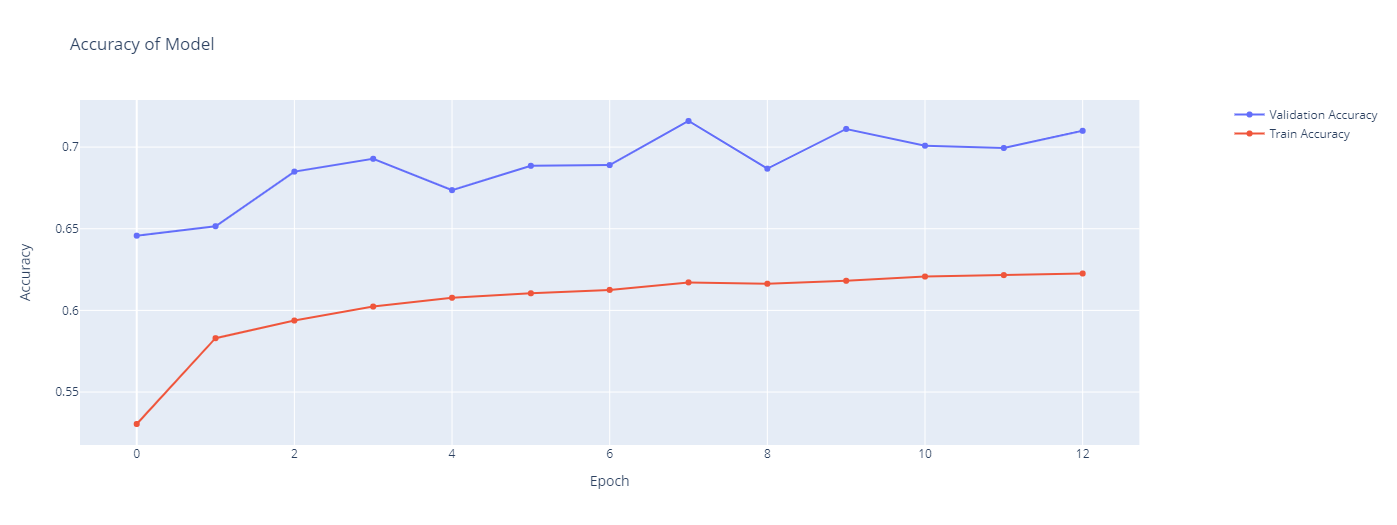 Accuracy of Model
Validation Accuracy
Train Accuracy
0.7
0.65
0.6
0.55
Accuracy
0 2 4 6 8 10 12
Epoch